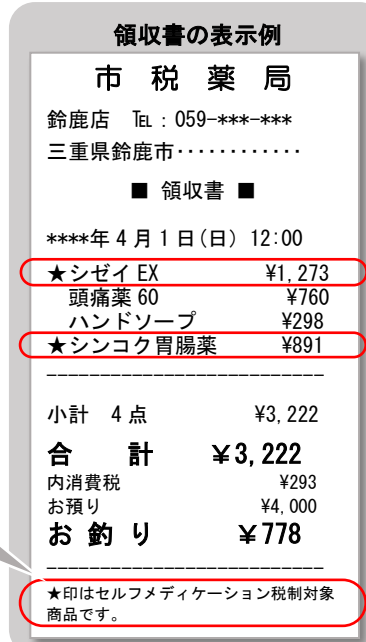 領収書の表示例
市税薬局
鈴鹿店 ℡:059-***-***
三重県鈴鹿市････････････
■ 領収書 ■
****年4月1日(日) 12:00
★シゼイEX ¥1,273
頭痛薬60 ¥760
ハンドソープ ¥298
★シンコク胃腸薬 ¥891
--------------------------
小計 4点 ¥3,222
合計 ¥3,222
内消費税 ¥293
お預り ¥4,000
お釣り ¥778
--------------------------
★印はセルフメディケーション税制対象
商品です。